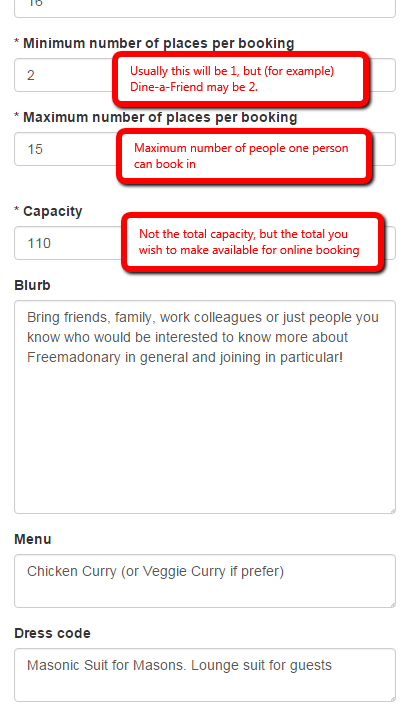 16
* Minimum number of places per booking
2
Usually this will be 1, but (for example)
Dine-a-Friend may be 2.
* Maximum number of places per booking
15
Maximum number of people one person
can book in
* Capacity
110
Not the total capacity, but the total you
wish to make available for online booking
Blurb
Bring friends, family, work colleagues or just people you
know who would be interested to know more about
Freemadonary in general and joining in particular!
Menu
Chicken Curry (or Veggie Curry if prefer)
Dress code
Masonic Suit for Masons. Lounge suit for guests